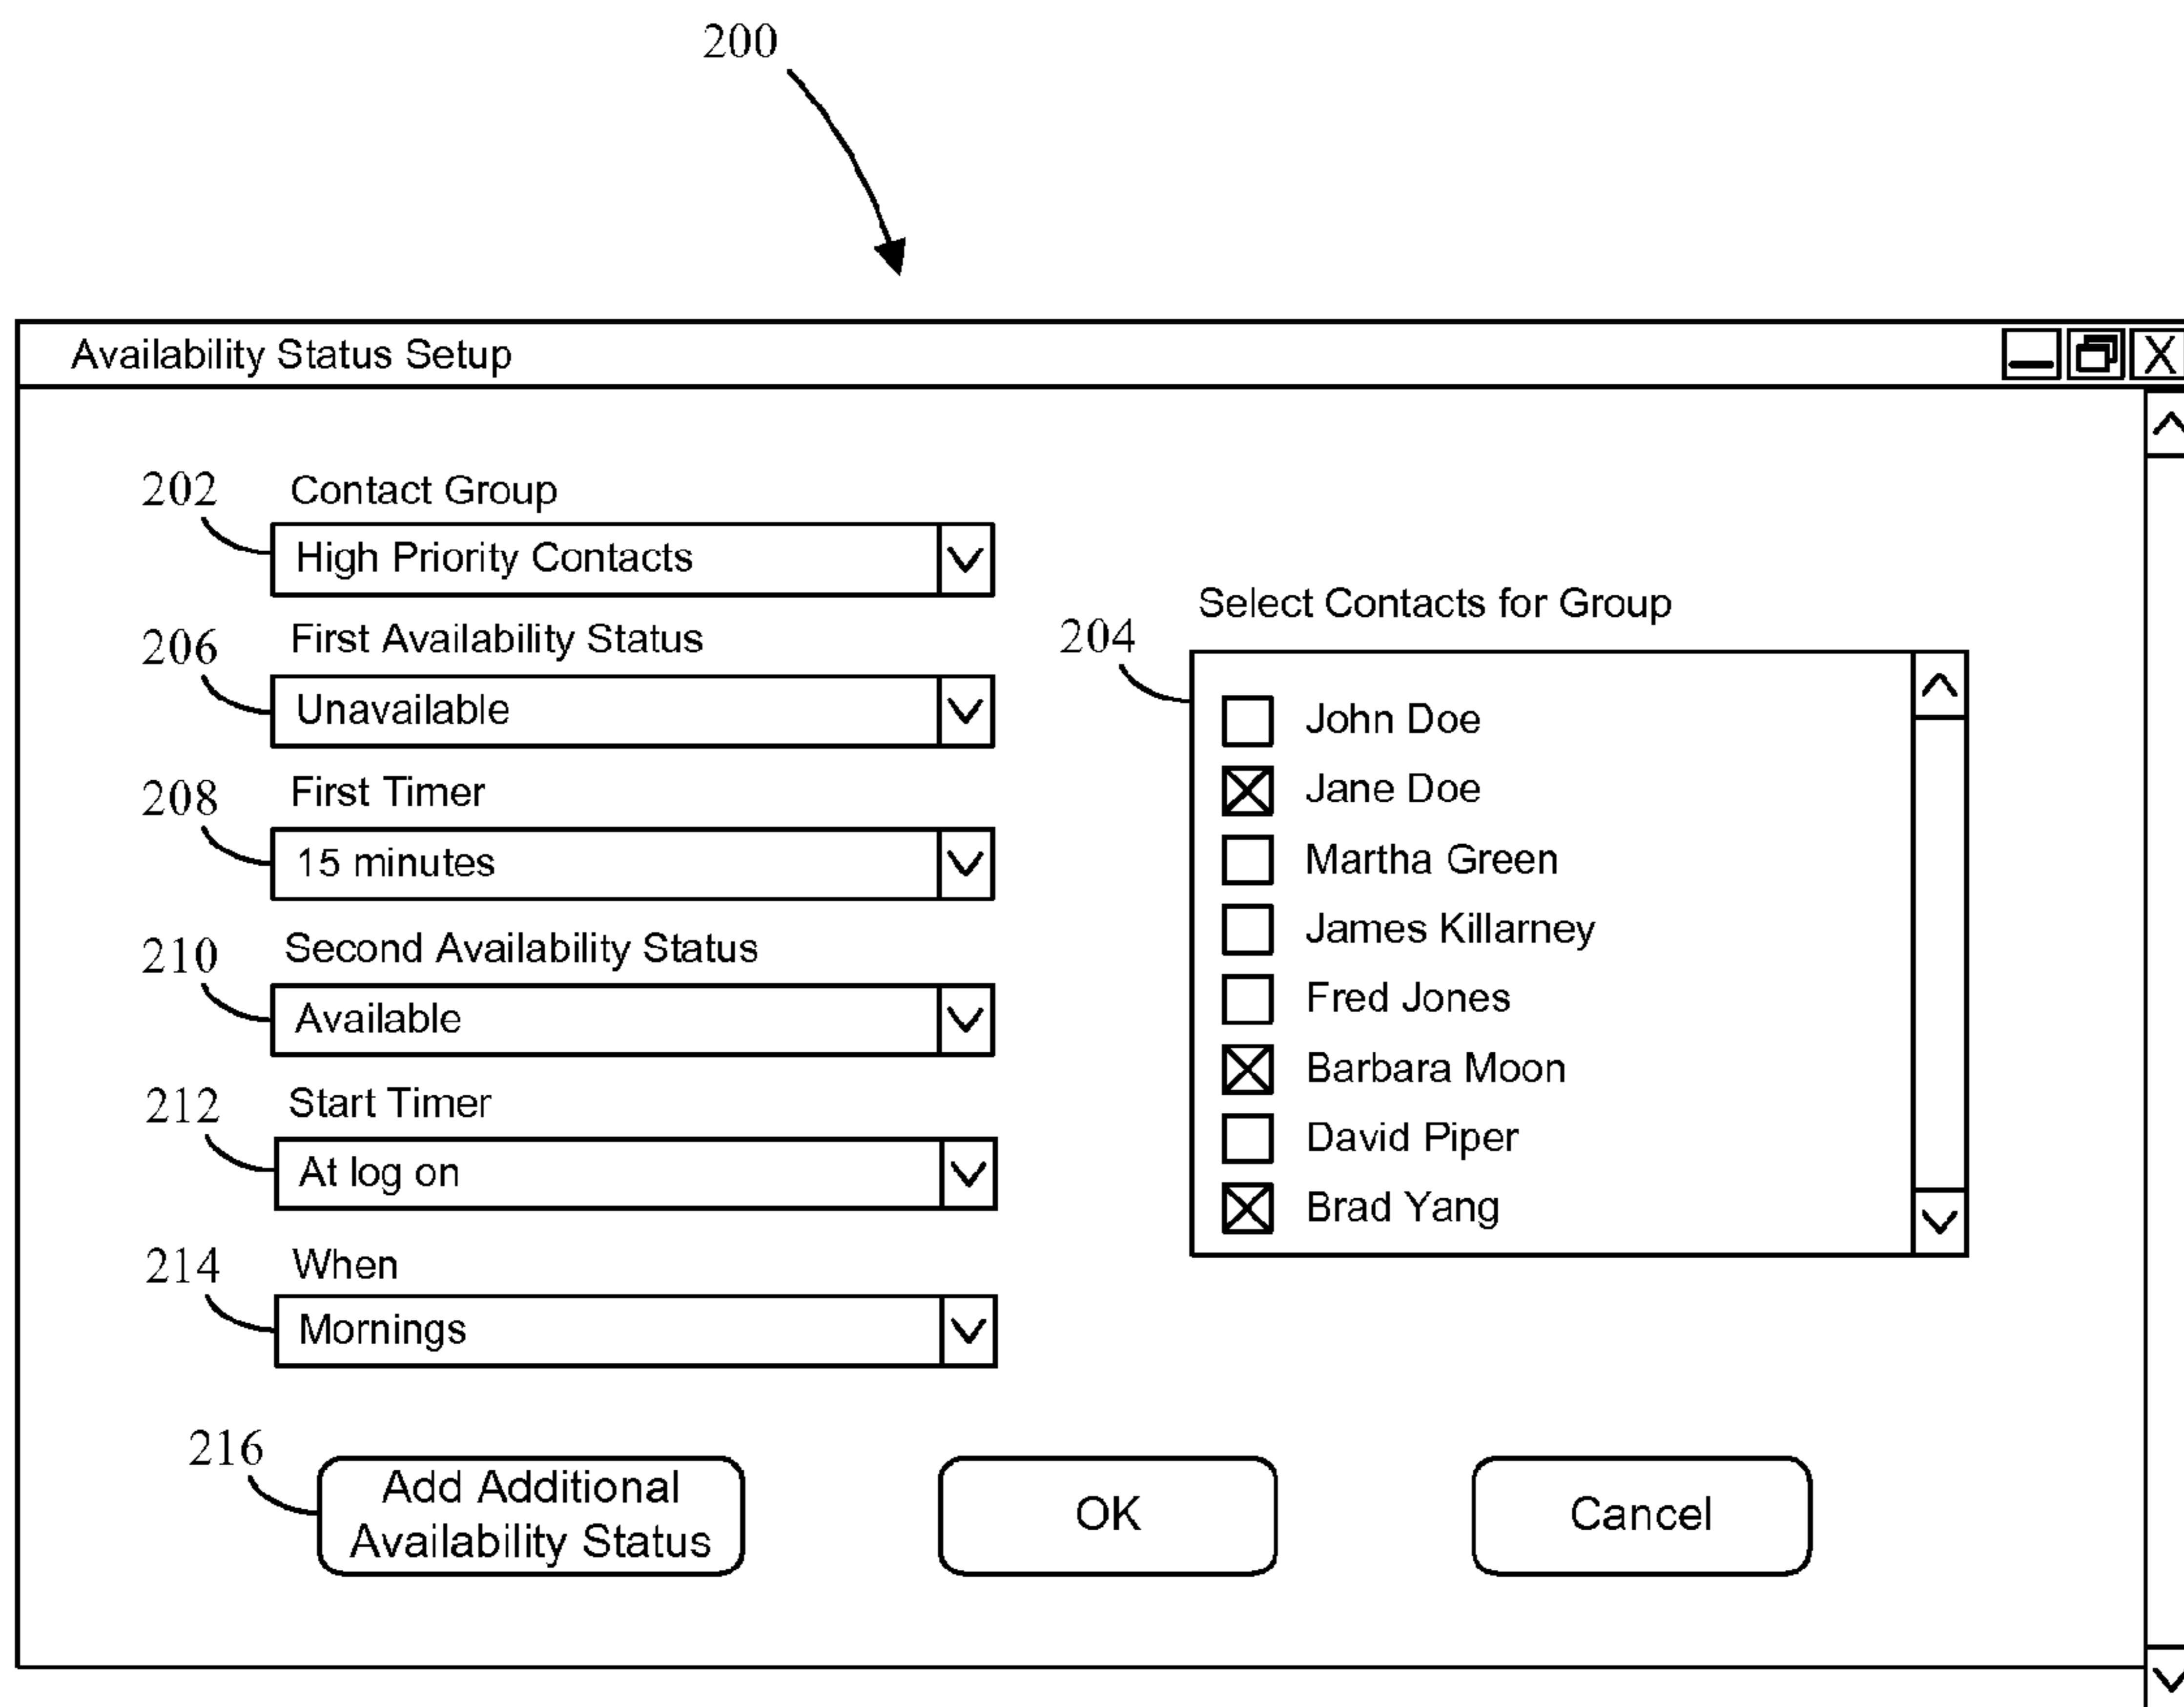 200
Availability Status Setup
X
202
Contact Group
High Priority Contacts
206
First Availability Status
Unavailable
208
First Timer
15 minutes
210
Second Availability Status
Available
212
Start Timer
At log on
214
When
Mornings
Select Contacts for Group
204
John Doe
Jane Doe
Martha Green
James Killarney
Fred Jones
Barbara Moon
David Piper
Brad Yang
216
Add Additional
Availability Status
OK
Cancel